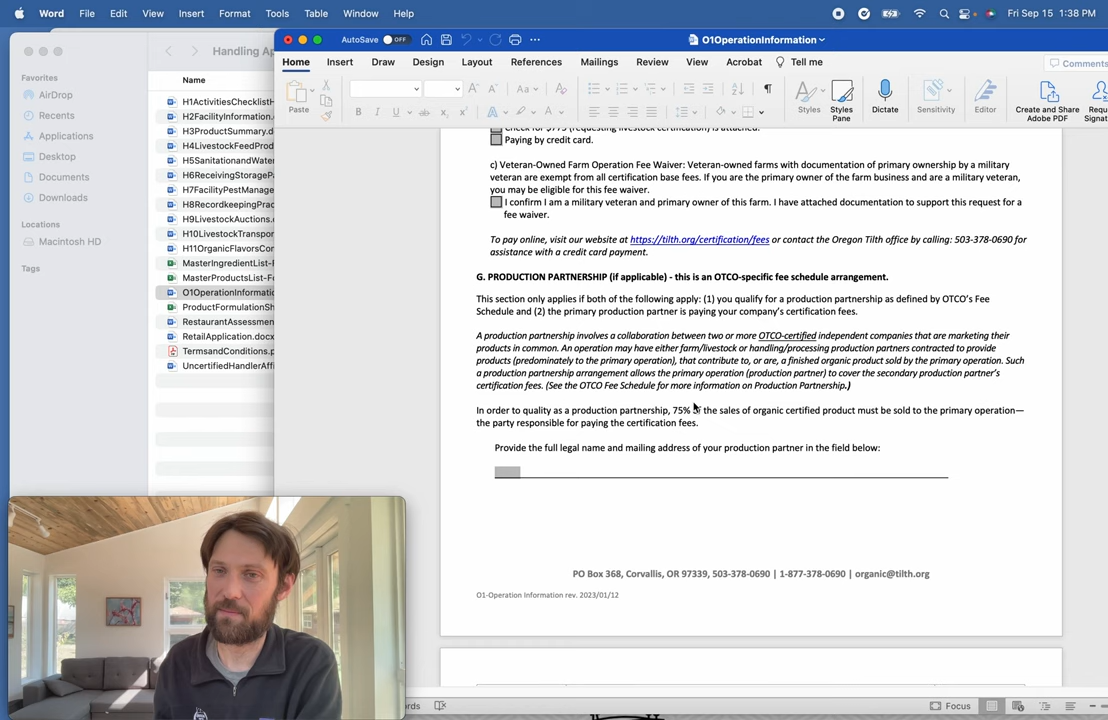 Word File Edit View Insert Format Tools Table Window Help
Fri Sep 15 1:38 PM
AutoSave OFF
O1OperationInformation
Handling Ap
Home Insert Draw Design Layout References Mailings Review View Acrobat Tell me
Comments
Favorites
AirDrop
Recents
Applications
Desktop
Documents
Downloads
Locations
Macintosh HD
Tags
Name
H1ActivitiesChecklistH
H2FacilityInformation.
H3ProductSummary.d
H4LivestockFeedProd
H5SanitationandWate
H6ReceivingStorageP
H7FacilityPestManage
H8RecordkeepingPrac
H9LivestockAuctions.
H10LivestockTranspor
H11OrganicFlavorsCor
MasterIngredientList-F
MasterProductsList-Fo
O1OperationInformatio
ProductFormulationSh
RestaurantAssessmen
RetailApplication.docx
TermsandConditions.p
UncertifiedHandlerAffi
Paste
Styles
Styles Pane
Dictate
Sensitivity
Editor
Create and Share Adobe PDF
Requ
Signat
Check for $775 (requesting livestock certification) is attached.
Paying by credit card.
c) Veteran-Owned Farm Operation Fee Waiver: Veteran-owned farms with documentation of primary ownership by a military
veteran are exempt from all certification base fees. If you are the primary owner of the farm business and are a military veteran,
you may be eligible for this fee waiver.
I confirm I am a military veteran and primary owner of this farm. I have attached documentation to support this request for a
fee waiver.
To pay online, visit our website at https://tilth.org/certification/fees or contact the Oregon Tilth office by calling: 503-378-0690 for
assistance with a credit card payment.
G. PRODUCTION PARTNERSHIP (if applicable) - this is an OTCO-specific fee schedule arrangement.
This section only applies if both of the following apply: (1) you qualify for a production partnership as defined by OTCO's Fee
Schedule and (2) the primary production partner is paying your company's certification fees.
A production partnership involves a collaboration between two or more OTCO-certified independent companies that are marketing their
products in common. An operation may have either farm/livestock or handling/processing production partners contracted to provide
products (predominately to the primary operation), that contribute to, or are, a finished organic product sold by the primary operation. Such
a production partnership arrangement allows the primary operation (production partner) to cover the secondary production partner's
certification fees. (See the OTCO Fee Schedule for more information on Production Partnership.)
In order to quality as a production partnership, 75% of the sales of organic certified product must be sold to the primary operation—
the party responsible for paying the certification fees.
Provide the full legal name and mailing address of your production partner in the field below:
PO Box 368, Corvallis, OR 97339, 503-378-0690 | 1-877-378-0690 | organic@tilth.org
O1-Operation Information rev. 2023/01/12
ords
Focus